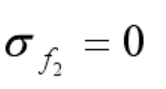 σ_{f_2} = 0